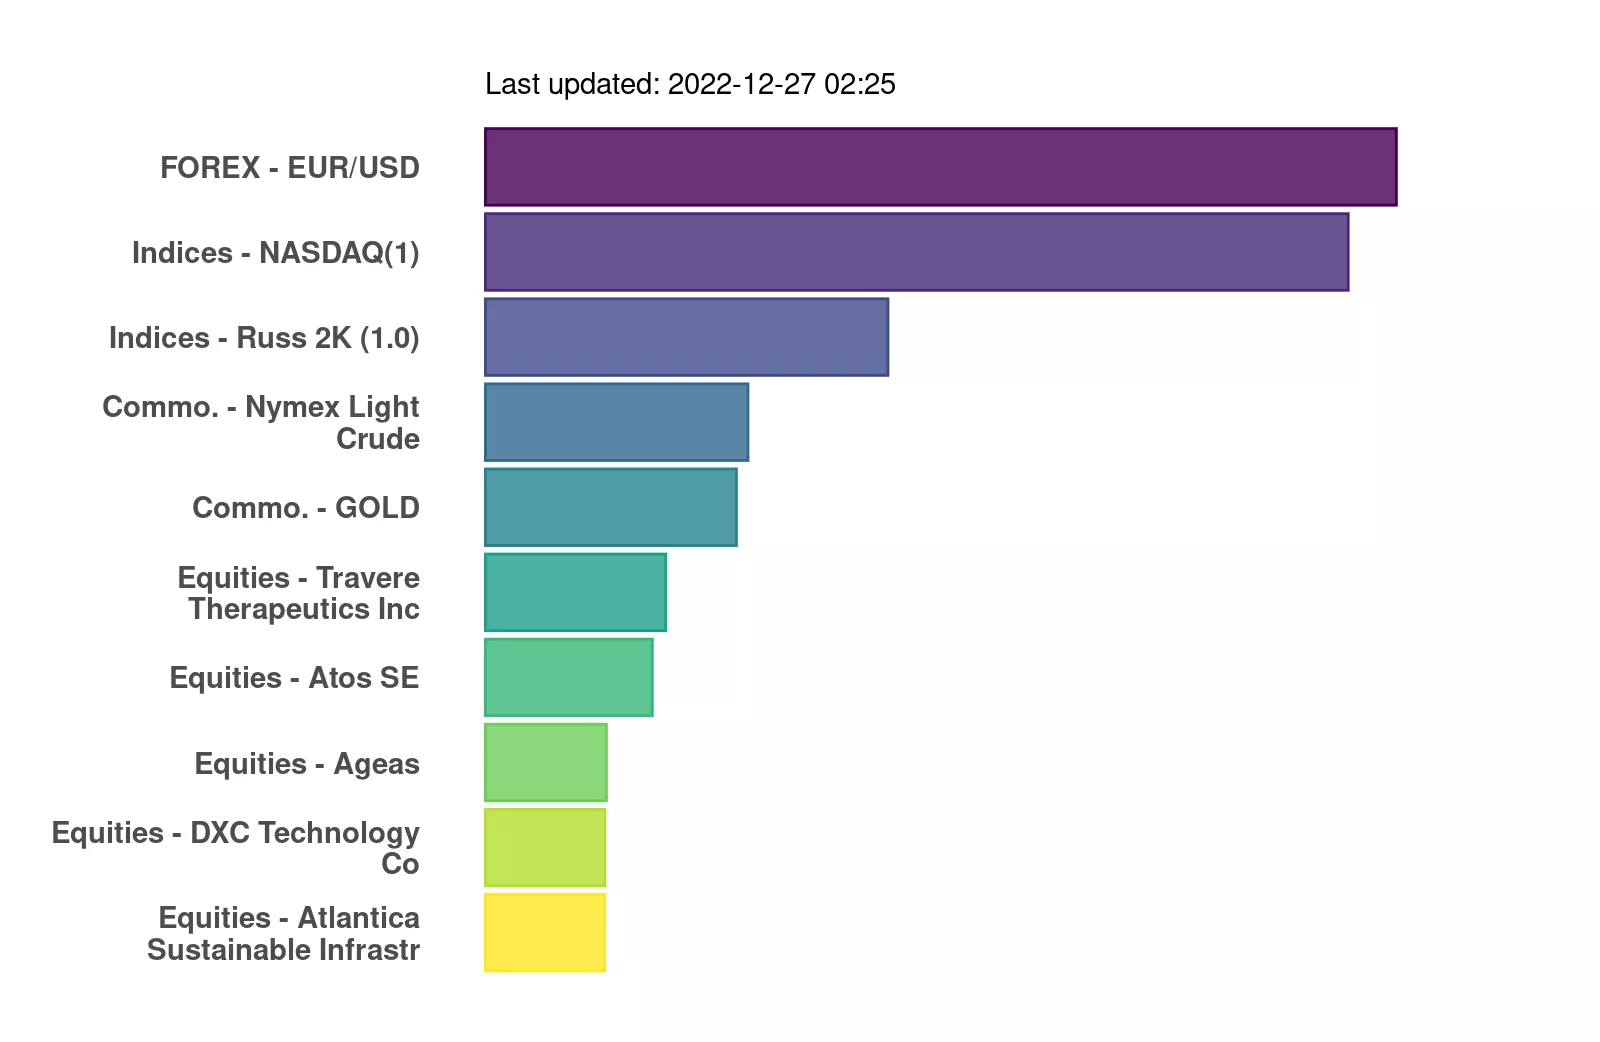 Last updated: 2022-12-27 02:25
FOREX - EUR/USD
Indices - NASDAQ(1)
Indices - Russ 2K (1.0)
Commo. - Nymex Light
Crude
Commo. - GOLD
Equities - Travere
Therapeutics Inc
Equities - Atos SE
Equities - Ageas
Equities - DXC Technology
Co
Equities - Atlantica
Sustainable Infrastr